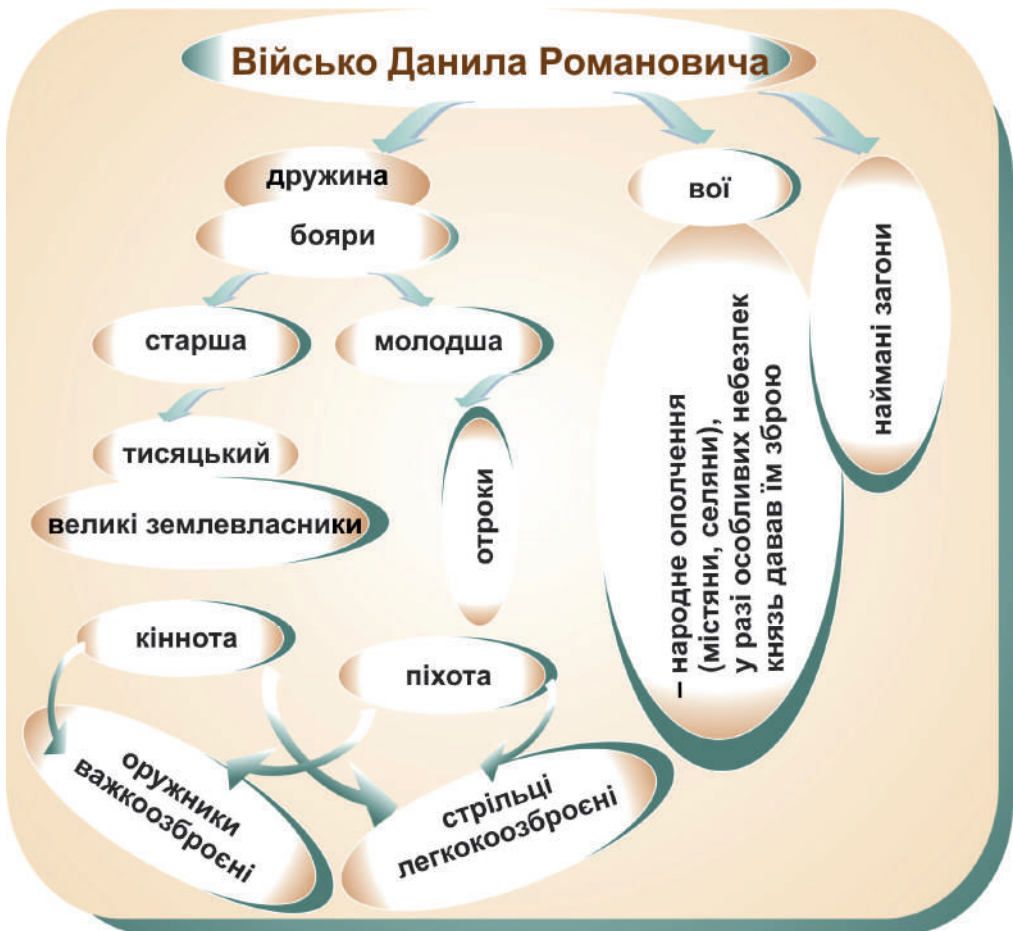 Військо Данила Романовича
дружина
бояри
старша
молодша
тисяцький
великі землевласники
отроки
кіннота
піхота
оружники
важкоозброєні
стрільці
легкокоозброєні
вої
– народне ополчення
(містяни, селяни),
у разі особливих небезпек
князь давав їм зброю
наймані загони